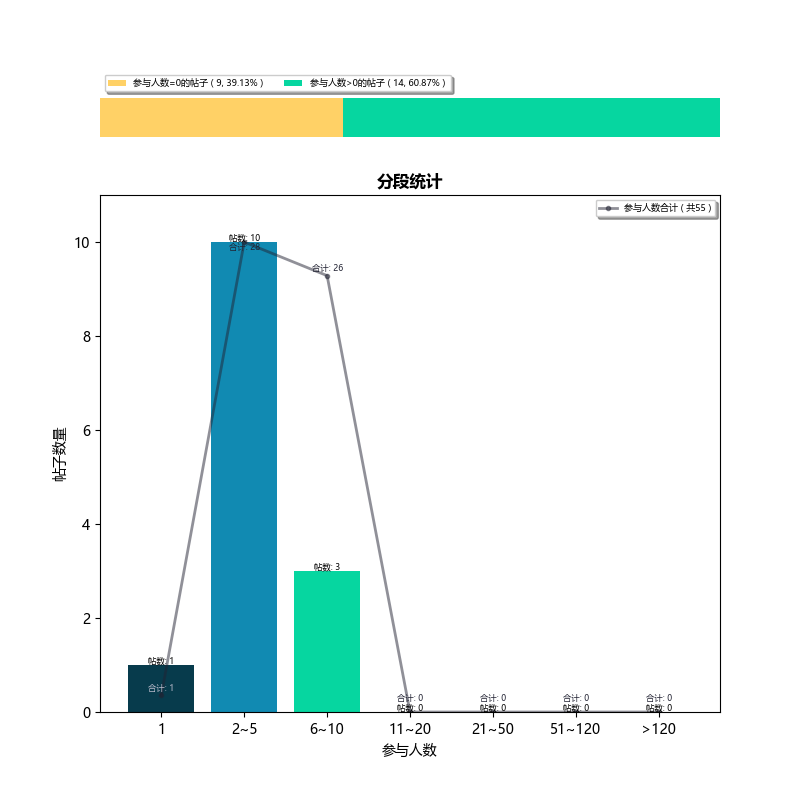 参与人数=0的帖子 ( 9, 39.13% ) 参与人数>0的帖子 ( 14, 60.87% )
分段统计
参与人数合计 ( 共55 )
帖数: 10
合计: 28
合计: 26
帖数: 3
帖数: 1
合计: 1
合计: 0 合计: 0 合计: 0 合计: 0
帖数: 0 帖数: 0 帖数: 0 帖数: 0
10
8
6
4
2
0
帖子数量
1 2~5 6~10 11~20 21~50 51~120 >120
参与人数